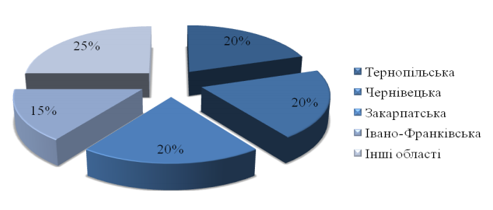 25%
20%
15%
20%
20%
Тернопільська
Чернівецька
Закарпатська
Івано-Франківська
Інші області